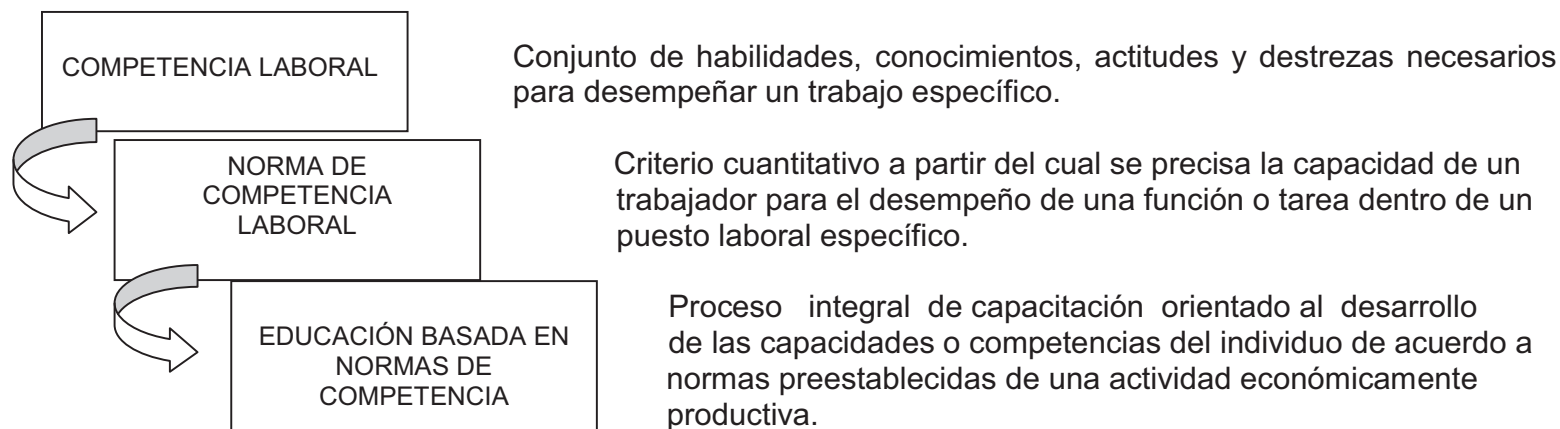 COMPETENCIA LABORAL
Conjunto de habilidades, conocimientos, actitudes y destrezas necesarios
para desempeñar un trabajo específico.
NORMA DE
COMPETENCIA
LABORAL
Criterio cuantitativo a partir del cual se precisa la capacidad de un
trabajador para el desempeño de una función o tarea dentro de un
puesto laboral específico.
EDUCACIÓN BASADA EN
NORMAS DE
COMPETENCIA
Proceso integral de capacitación orientado al desarrollo
de las capacidades o competencias del individuo de acuerdo a
normas preestablecidas de una actividad económicamente
productiva.